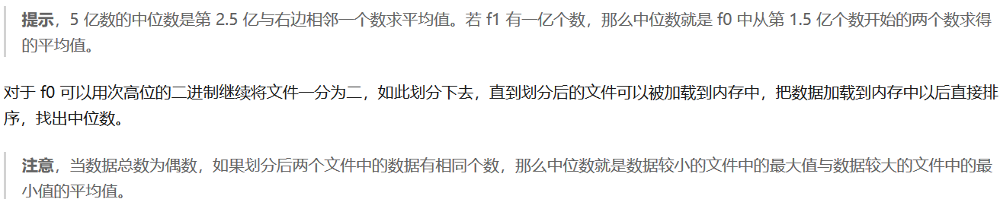 提示，5 亿数的中位数是第 2.5 亿与右边相邻一个数求平均值。若 f1 有一亿个数，那么中位数就是 f0 中从第 1.5 亿个数开始的两个数求得
的平均值。
对于 f0 可以用次高位的二进制继续将文件一分为二，如此划分下去，直到划分后的文件可以被加载到内存中，把数据加载到内存中以后直接排
序，找出中位数。
注意，当数据总数为偶数，如果划分后两个文件中的数据有相同个数，那么中位数就是数据较小的文件中的最大值与数据较大的文件中的最
小值的平均值。